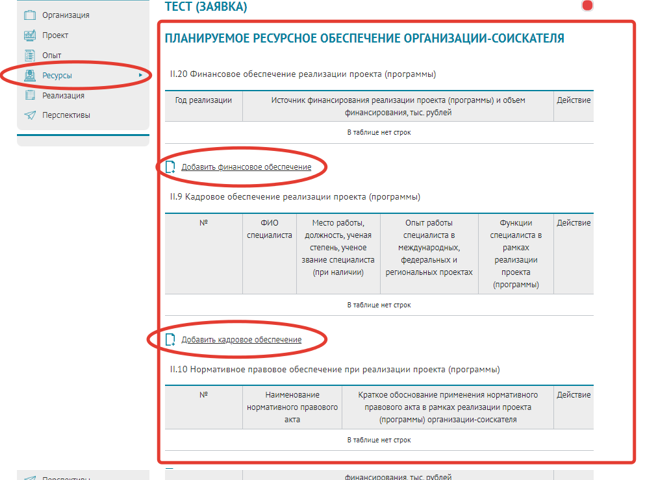 ТЕСТ (ЗАЯВКА)
Организация
Проект
Опыт
Ресурсы
Реализация
Перспективы
ПЛАНИРУЕМОЕ РЕСУРСНОЕ ОБЕСПЕЧЕНИЕ ОРГАНИЗАЦИИ-СОИСКАТЕЛЯ
II.20 Финансовое обеспечение реализации проекта (программы)
Год реализации
Источник финансирования реализации проекта (программы) и объем
финансирования, тыс. рублей
Действие
В таблице нет строк
Добавить финансовое обеспечение
II.9 Кадровое обеспечение реализации проекта (программы)
№
ФИО
специалиста
Место работы,
должность, ученая
степень, ученое
звание специалиста
(при наличии)
Опыт работы
специалиста в
международных,
федеральных и
региональных проектах
Функции
специалиста в
рамках
реализации
проекта
(программы)
Действие
В таблице нет строк
Добавить кадровое обеспечение
II.10 Нормативное правовое обеспечение при реализации проекта (программы)
№
Наименование
нормативного правового
акта
Краткое обоснование применения нормативного
правового акта в рамках реализации проекта
(программы) организации-соискателя
Действие
В таблице нет строк
Перспективы
финансирования, тыс. рублей